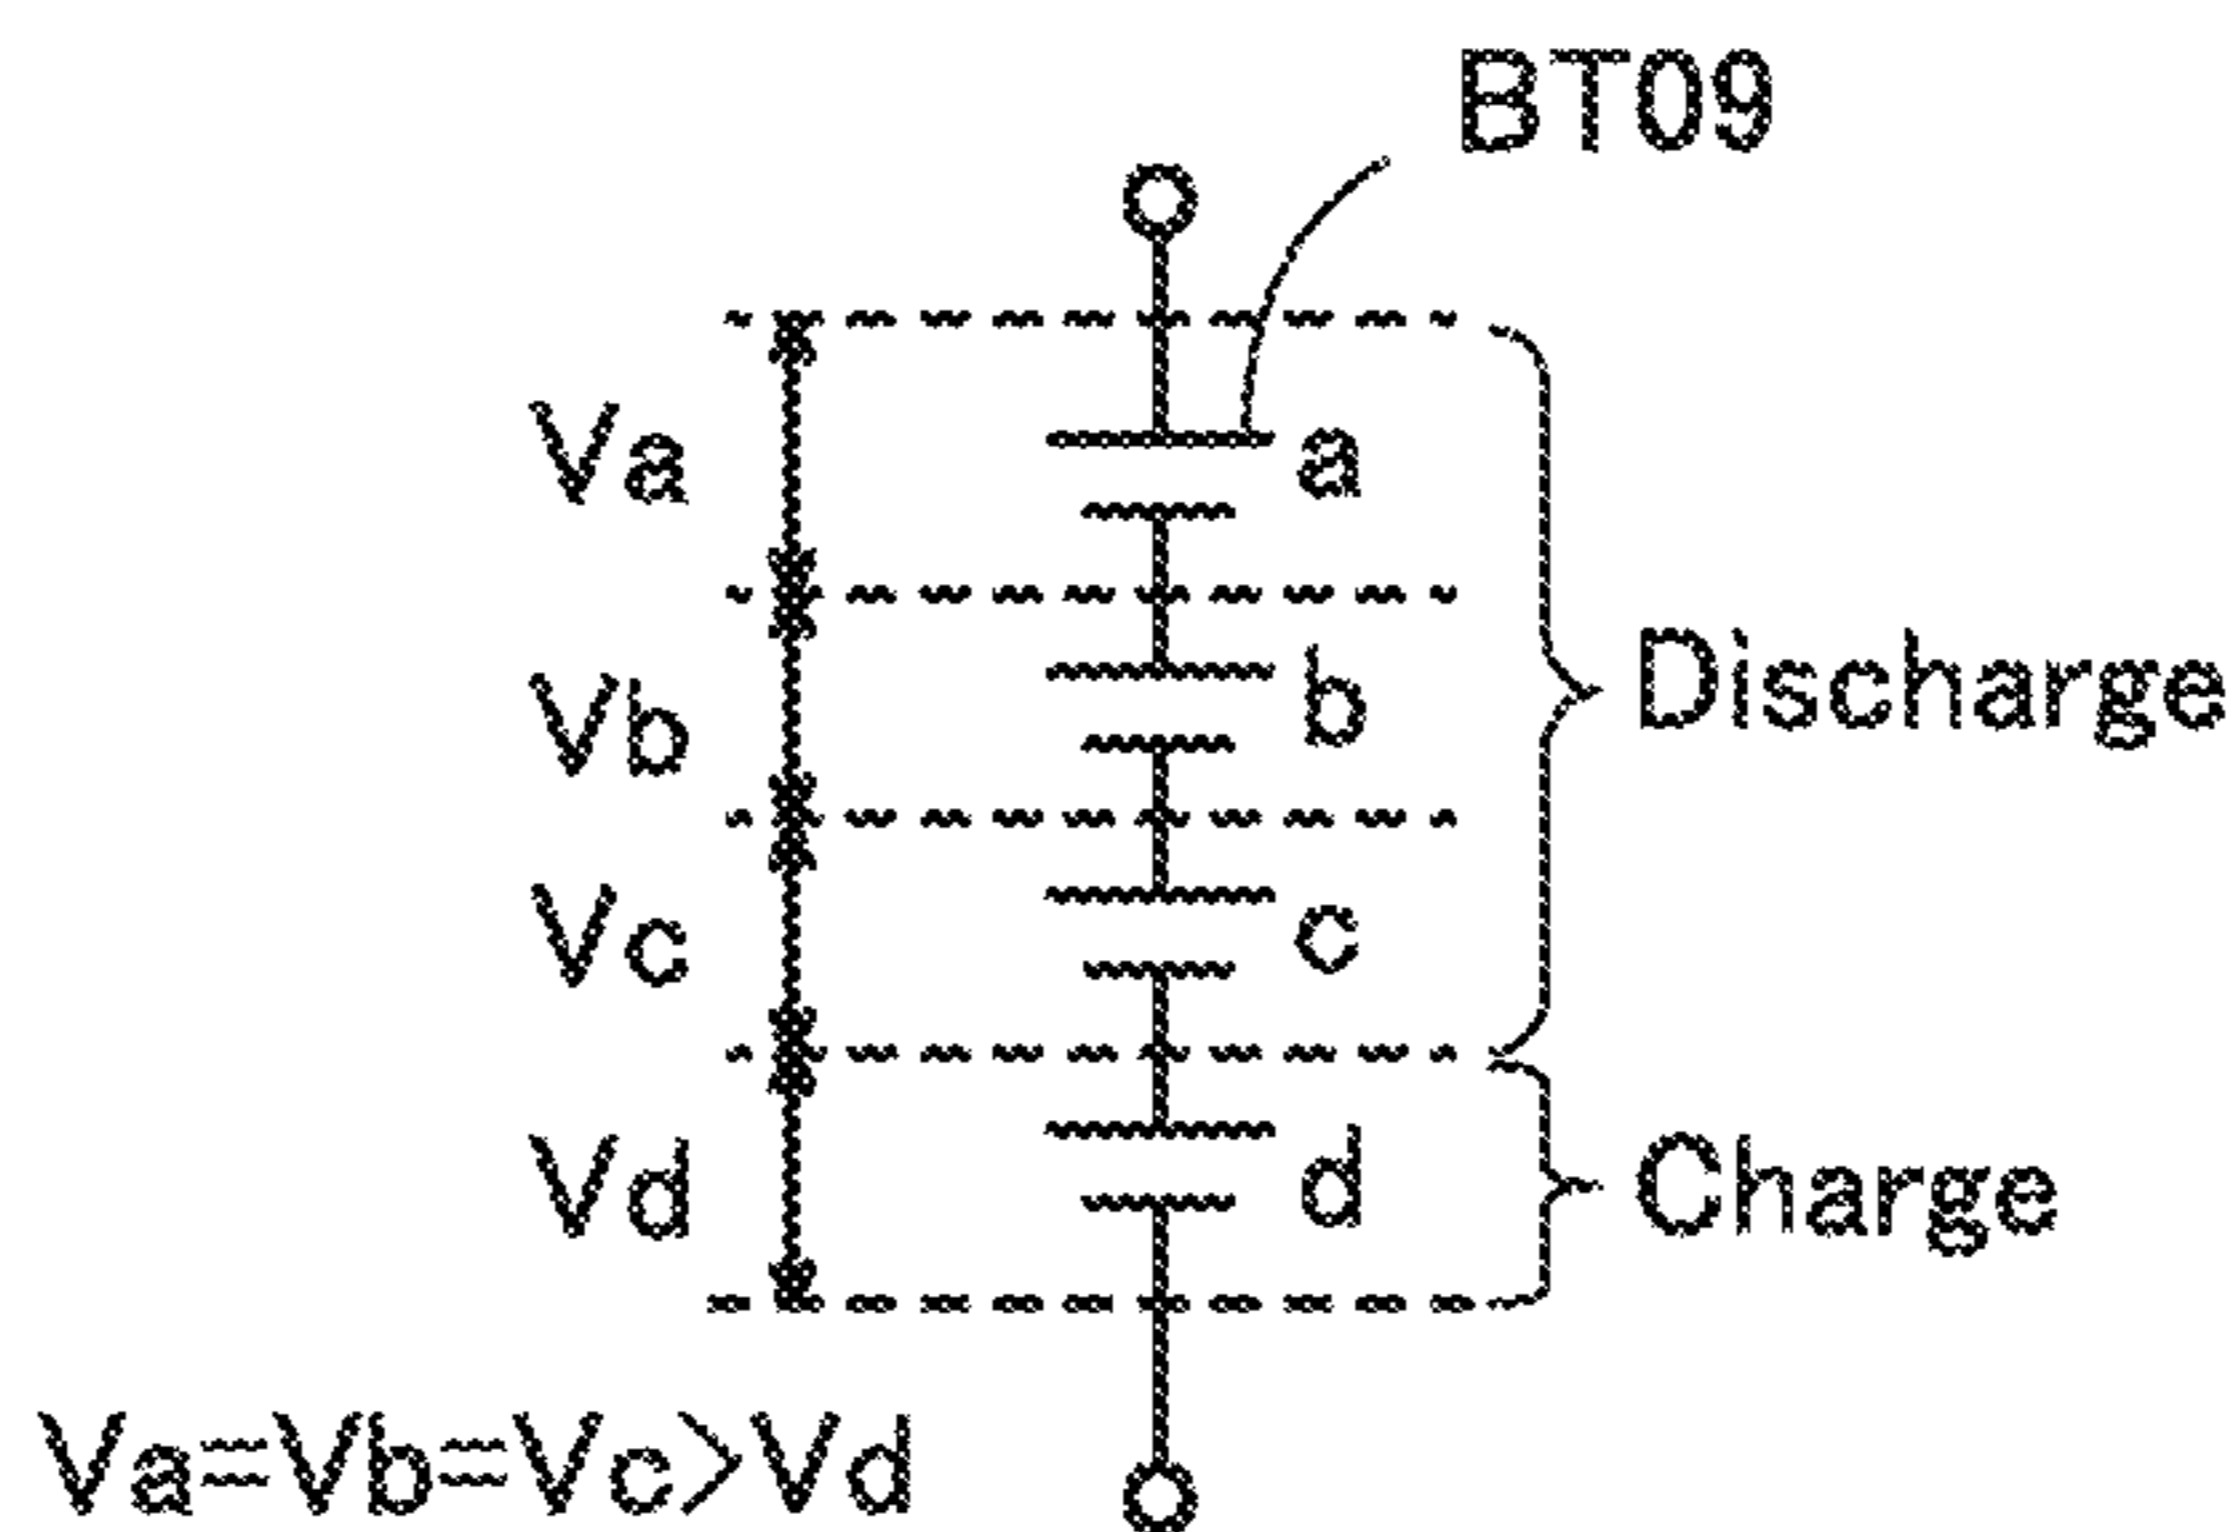 BT09
Va
a
Vb
b
Discharge
Vc
c
Vd
d
Charge
Va=Vb=Vc>Vd